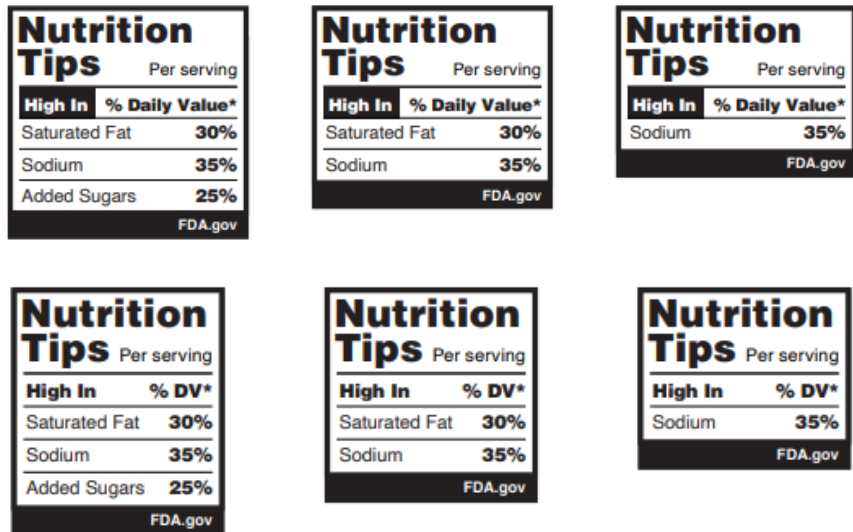 Nutrition
Tips Per serving
High In % Daily Value*
Saturated Fat 30%
Sodium 35%
Added Sugars 25%
FDA.gov
Nutrition
Tips Per serving
High In % Daily Value*
Saturated Fat 30%
Sodium 35%
FDA.gov
Nutrition
Tips Per serving
High In % Daily Value*
Sodium 35%
FDA.gov
Nutrition
Tips Per serving
High In % DV*
Saturated Fat 30%
Sodium 35%
Added Sugars 25%
FDA.gov
Nutrition
Tips Per serving
High In % DV*
Saturated Fat 30%
Sodium 35%
FDA.gov
Nutrition
Tips Per serving
High In % DV*
Sodium 35%
FDA.gov